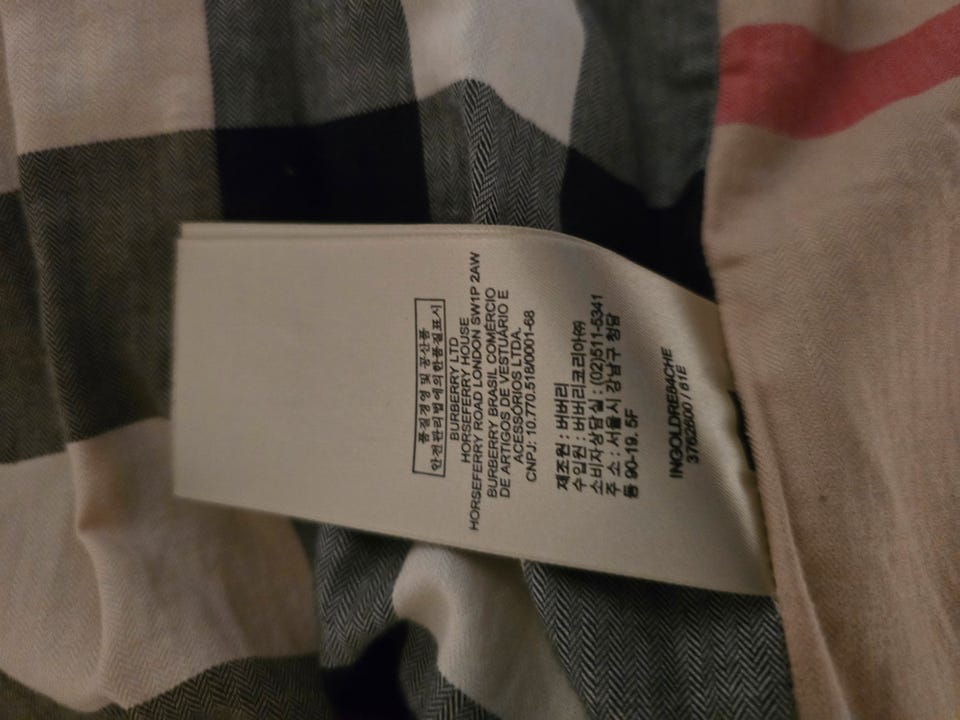 품질경영 및 공산품
안전관리법에의한품질표시
BURBERRY LTD
HORSEFERRY HOUSE
HORSEFERRY ROAD LONDON SW1P 2AW
BURBERRY BRASIL COMÉRCIO
DE ARTIGOS DE VESTUÁRIO E
ACESSÓRIOS LTDA.
CNPJ: 10.770.518/0001-68
제조원 : 버버리
수입원 : 버버리코리아㈜
소비자상담실 : (02)511-5341
주 소 : 서울시 강남구 청담
동 90-19. 5F
INGOLDREBACHE
3762600 / 61E